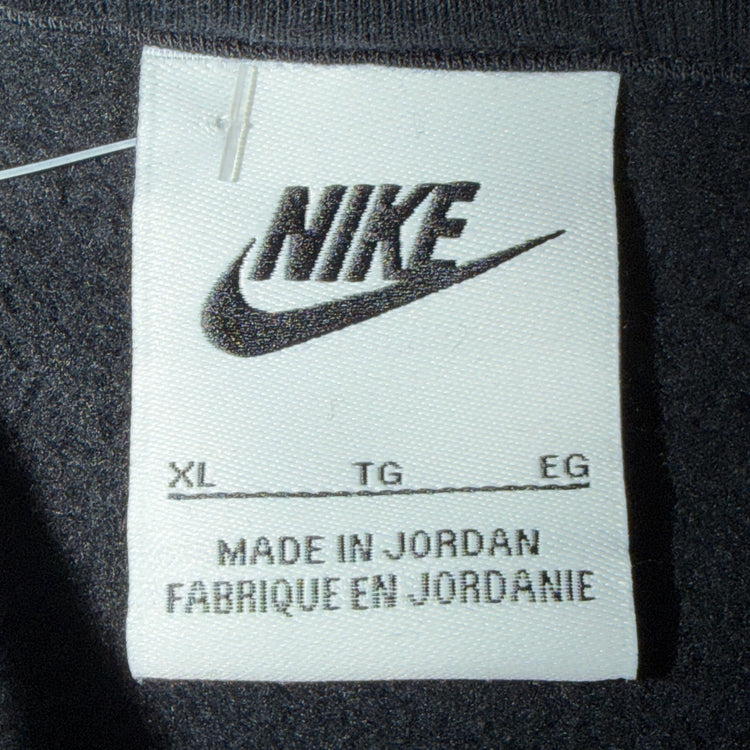 NIKE
XL TG EG
MADE IN JORDAN
FABRIQUE EN JORDANIE